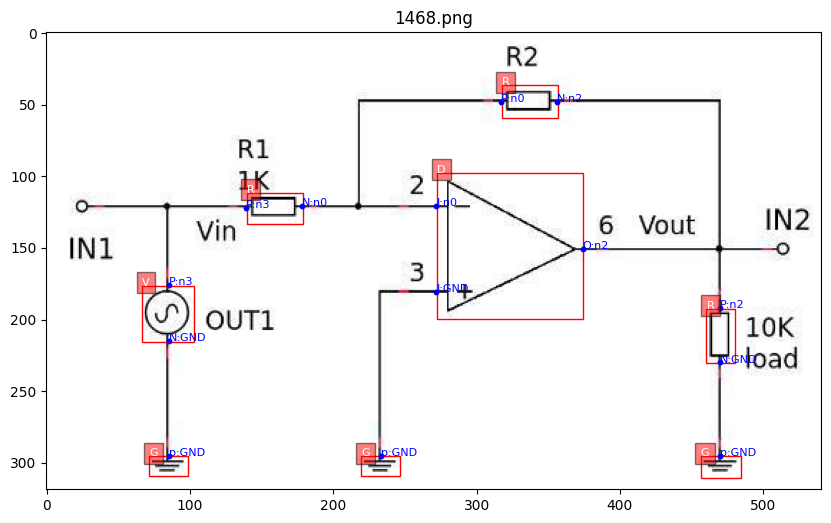 1468.png
0
50
100
150
200
250
300
0
100
200
300
400
500
R2
R
P:n0
N:n2
R1
1K
R
P:n3
N:n0
2
D
I:n0
IN1
Vin
6
Vout
IN2
O:n2
3
I:GND
V
P:n3
OUT1
N:GND
R
P:n2
10K
load
N:GND
G
p:GND
G
p:GND
G
p:GND